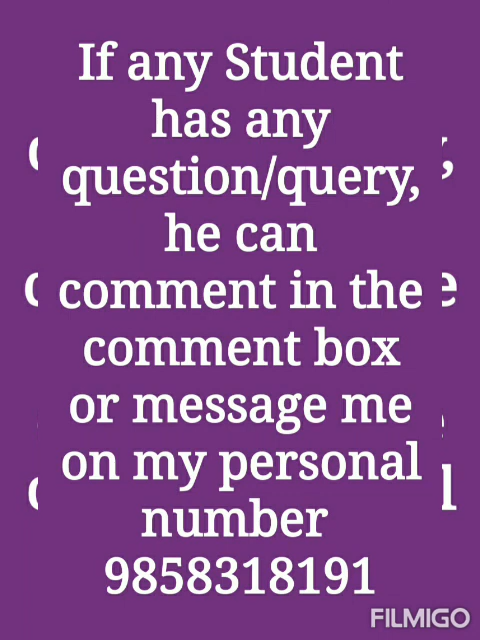 If any Student
has any
question/query,
he can
comment in the
comment box
or message me
on my personal
number
9858318191
FILMIGO